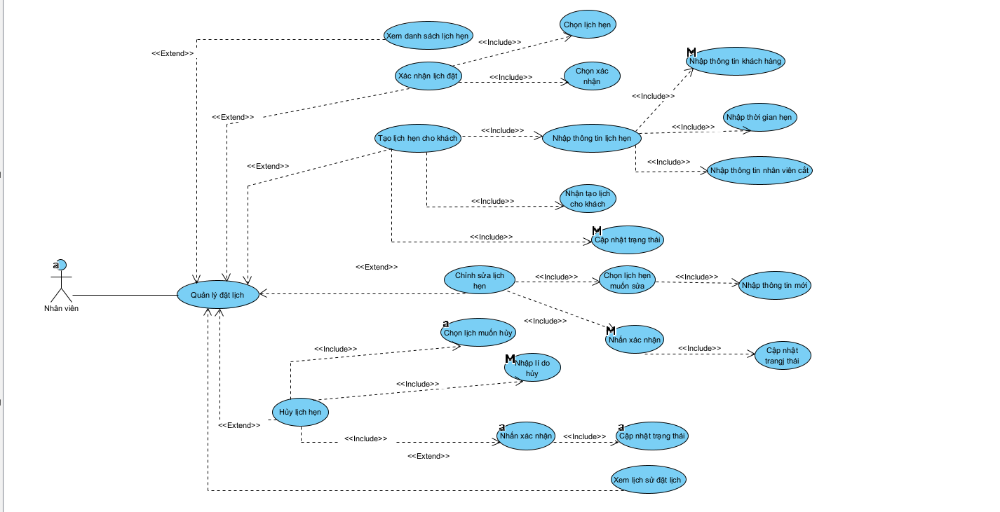 Chọn lịch hẹn
Xem danh sách lịch hẹn
<<Include>>
<<Extend>>
M
Nhập thông tin khách hàng
Xác nhận lịch đặt
<<Include>>
Chọn xác
nhận
<<Include>>
<<Extend>>
Nhập thời gian hẹn
<<Include>>
Tạo lịch hẹn cho khách
<<Include>>
Nhập thông tin lịch hẹn
<<Extend>>
<<Include>>
Nhập thông tin nhân viên cắt
Nhận tạo lịch
cho khách
<<Include>>
M
<<Include>>
Cập nhật trạng thái
a
Nhân viên
Quản lý đặt lịch
<<Extend>>
Chỉnh sửa lịch
hẹn
<<Include>>
Chọn lịch hẹn
muốn sửa
<<Include>>
Nhập thông tin mới
<<Include>>
a
Chọn lịch muốn hủy
M
Nhấn xác nhận
<<Include>>
Cập nhật
trangj thái
<<Include>>
M
Nhập lí do
hủy
<<Include>>
Hủy lịch hẹn
<<Extend>>
<<Include>>
a
Nhấn xác nhận
<<Include>>
a
Cập nhật trạng thái
<<Extend>>
Xem lịch sử đặt lịch